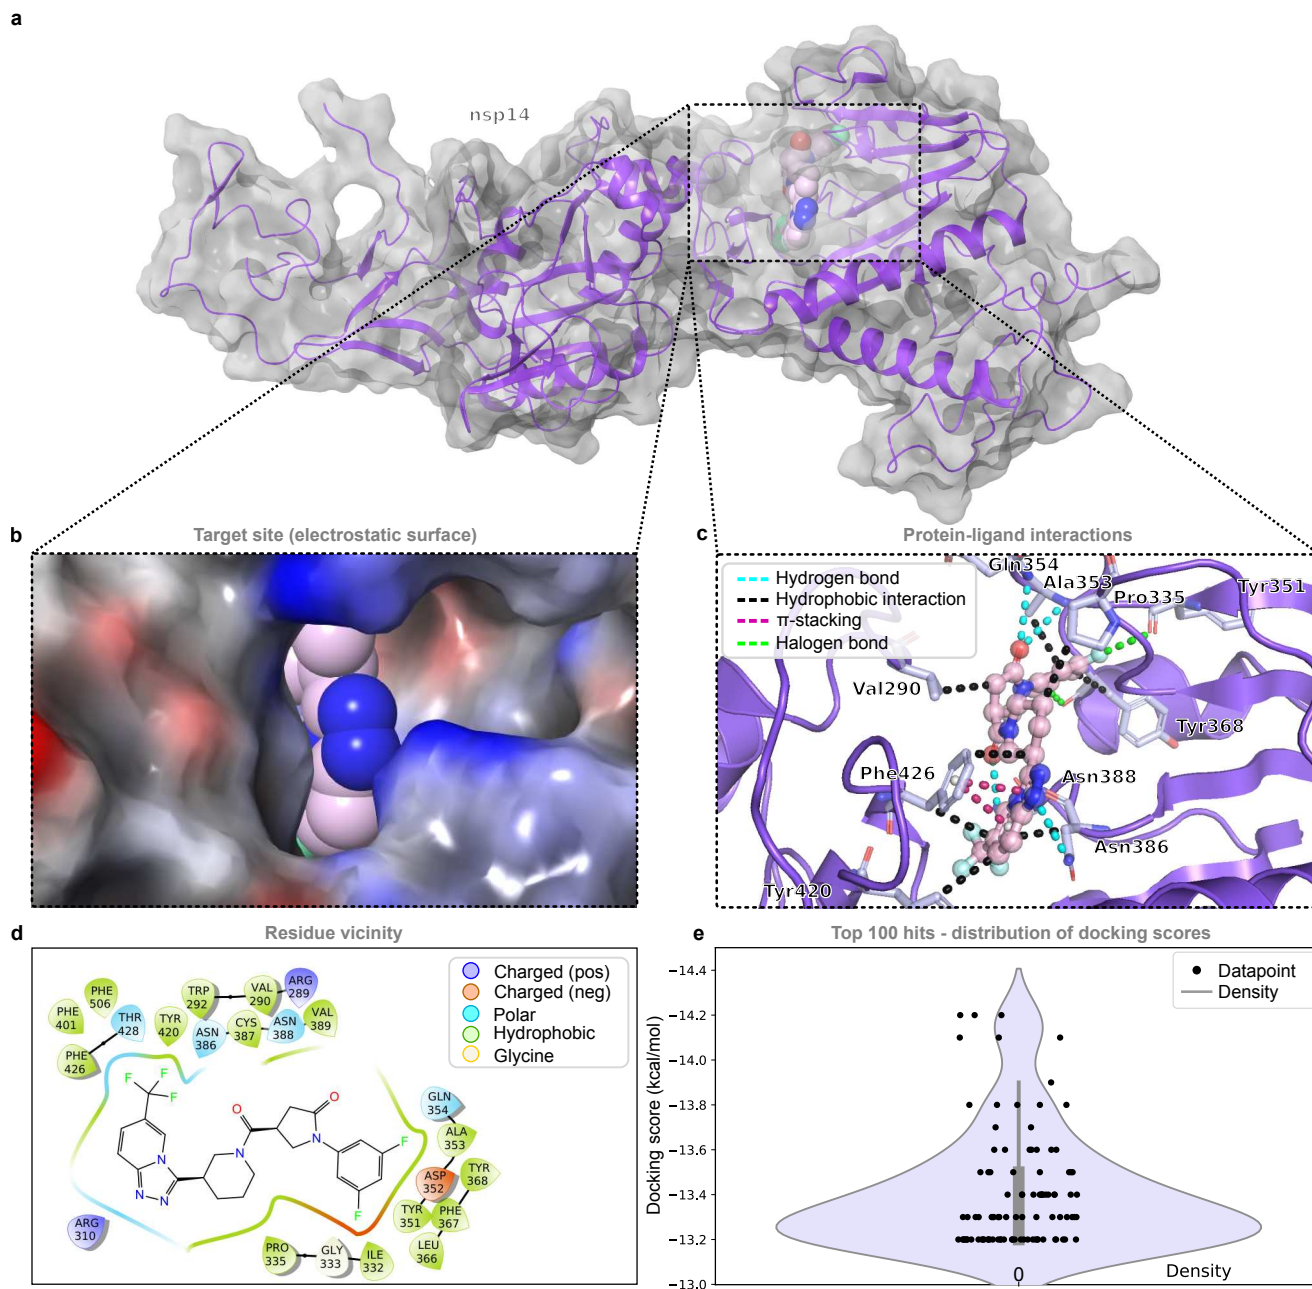 a
nsp14
b
Target site (electrostatic surface)
c
Protein-ligand interactions
Hydrogen bond
Hydrophobic interaction
π-stacking
Halogen bond
Gln354
Ala353
Pro335
Tyr351
Val290
Tyr368
Phe426
Asn388
Asn386
Tyr420
d
Residue vicinity
Charged (pos)
Charged (neg)
Polar
Hydrophobic
Glycine
PHE
401
PHE
506
PHE
426
THR
428
TYR
420
TRP
292
ASN
386
VAL
290
CYS
387
ARG
289
ASN
388
VAL
389
F
F
F
N
N
N
N
O
O
N
F
F
GLN
354
ALA
353
ASP
352
TYR
368
TYR
351
PHE
367
LEU
366
ARG
310
PRO
335
GLY
333
ILE
332
e
Top 100 hits - distribution of docking scores
Datapoint
Density
Docking score (kcal/mol)
−14.4
−14.2
−14.0
−13.8
−13.6
−13.4
−13.2
−13.0
0
Density